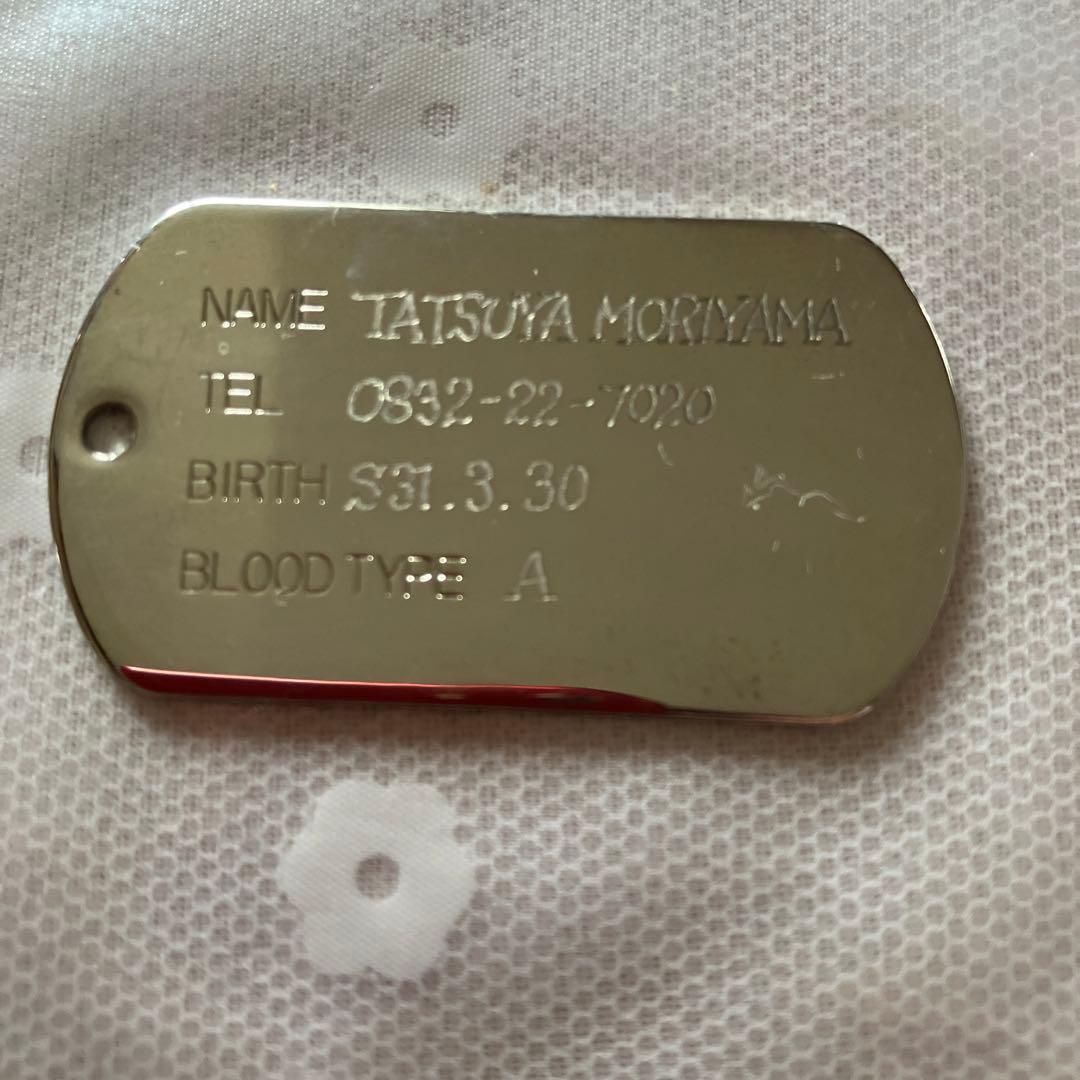 NAME TATSUYA MORIYAMA
TEL 0832-22-7020
BIRTH S31.3.30
BLOOD TYPE A